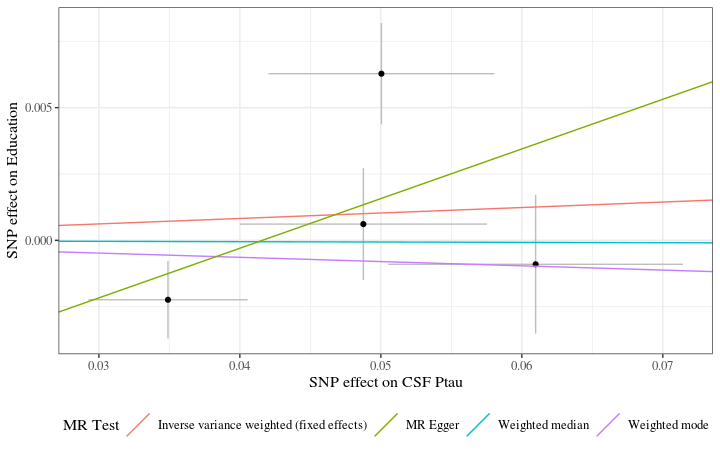 SNP effect on Education
0.005
0.000
0.03 0.04 0.05 0.06 0.07
SNP effect on CSF Ptau
MR Test Inverse variance weighted (fixed effects) MR Egger Weighted median Weighted mode